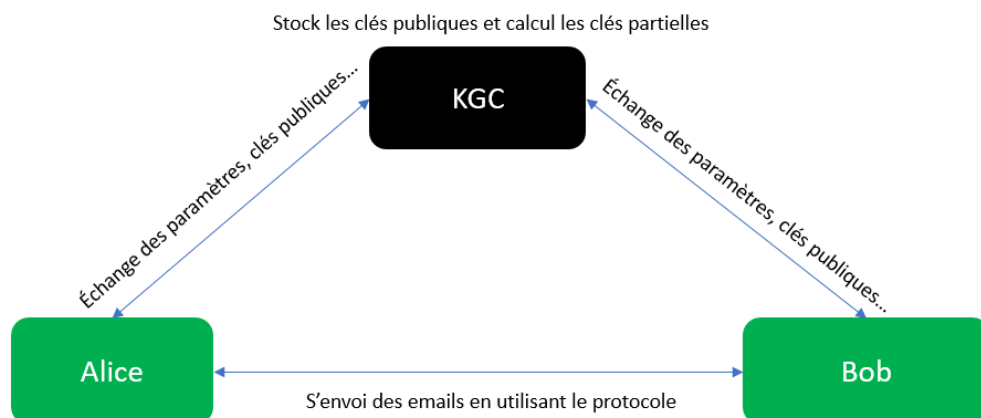 Stock les clés publiques et calcul les clés partielles
KGC
Échange des paramètres, clés publiques...
Échange des paramètres, clés publiques...
Alice
Bob
S'envoi des emails en utilisant le protocole